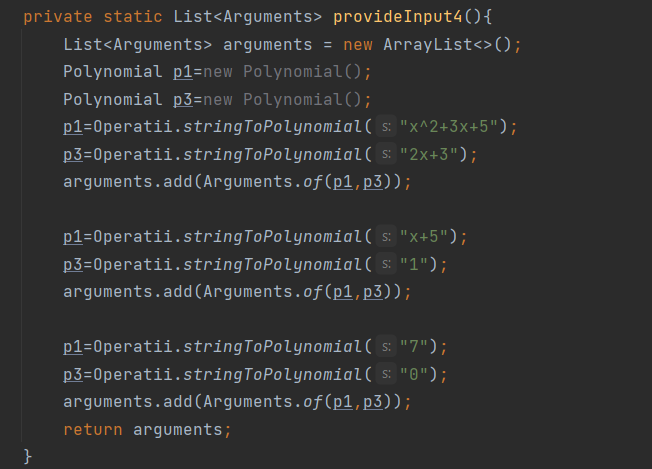 private static List<Arguments> provideInput4(){
List<Arguments> arguments = new ArrayList<>();
Polynomial p1=new Polynomial();
Polynomial p3=new Polynomial();
p1=Operatii.stringToPolynomial( s: "x^2+3x+5");
p3=Operatii.stringToPolynomial( s: "2x+3");
arguments.add(Arguments.of(p1,p3));
p1=Operatii.stringToPolynomial( s: "x+5");
p3=Operatii.stringToPolynomial( s: "1");
arguments.add(Arguments.of(p1,p3));
p1=Operatii.stringToPolynomial( s: "7");
p3=Operatii.stringToPolynomial( s: "0");
arguments.add(Arguments.of(p1,p3));
return arguments;
}